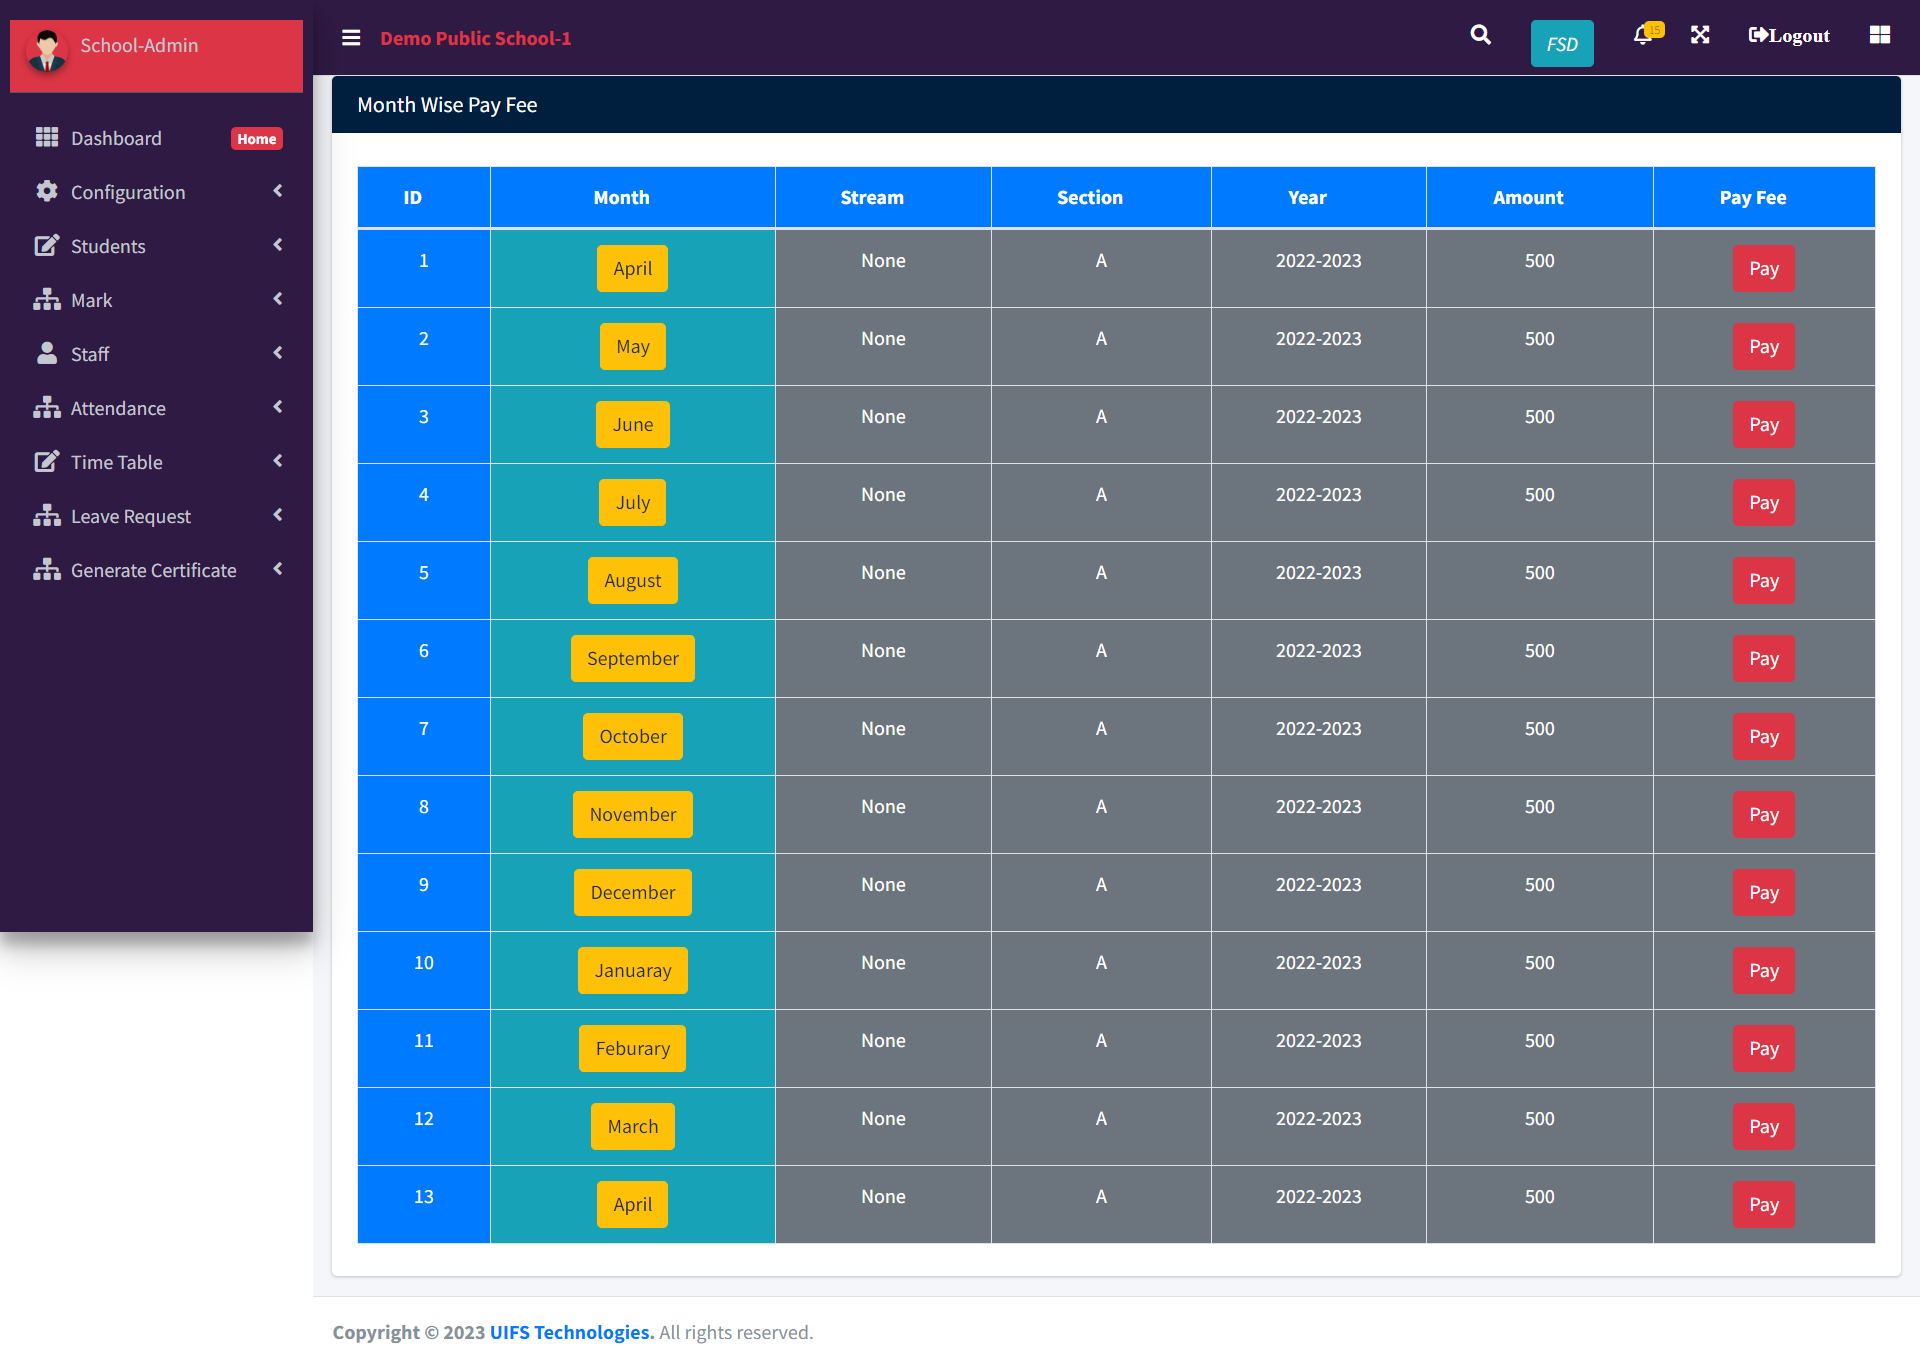 School-Admin
Demo Public School-1
FSD
15
Logout
Dashboard Home
Configuration
Students
Mark
Staff
Attendance
Time Table
Leave Request
Generate Certificate
Month Wise Pay Fee
ID Month Stream Section Year Amount Pay Fee
1 April None A 2022-2023 500 Pay
2 May None A 2022-2023 500 Pay
3 June None A 2022-2023 500 Pay
4 July None A 2022-2023 500 Pay
5 August None A 2022-2023 500 Pay
6 September None A 2022-2023 500 Pay
7 October None A 2022-2023 500 Pay
8 November None A 2022-2023 500 Pay
9 December None A 2022-2023 500 Pay
10 Januaray None A 2022-2023 500 Pay
11 Feburary None A 2022-2023 500 Pay
12 March None A 2022-2023 500 Pay
13 April None A 2022-2023 500 Pay
Copyright © 2023 UIFS Technologies. All rights reserved.